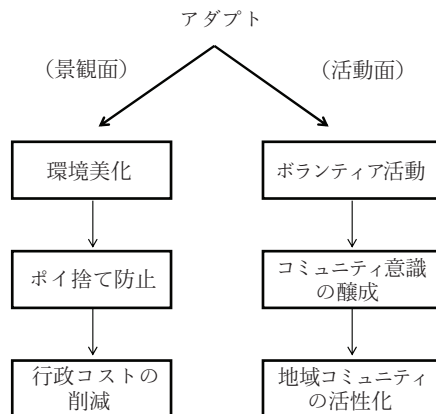 アダプト
（景観面）
（活動面）
環境美化
ボランティア活動
ポイ捨て防止
コミュニティ意識
の醸成
行政コストの
削減
地域コミュニティ
の活性化